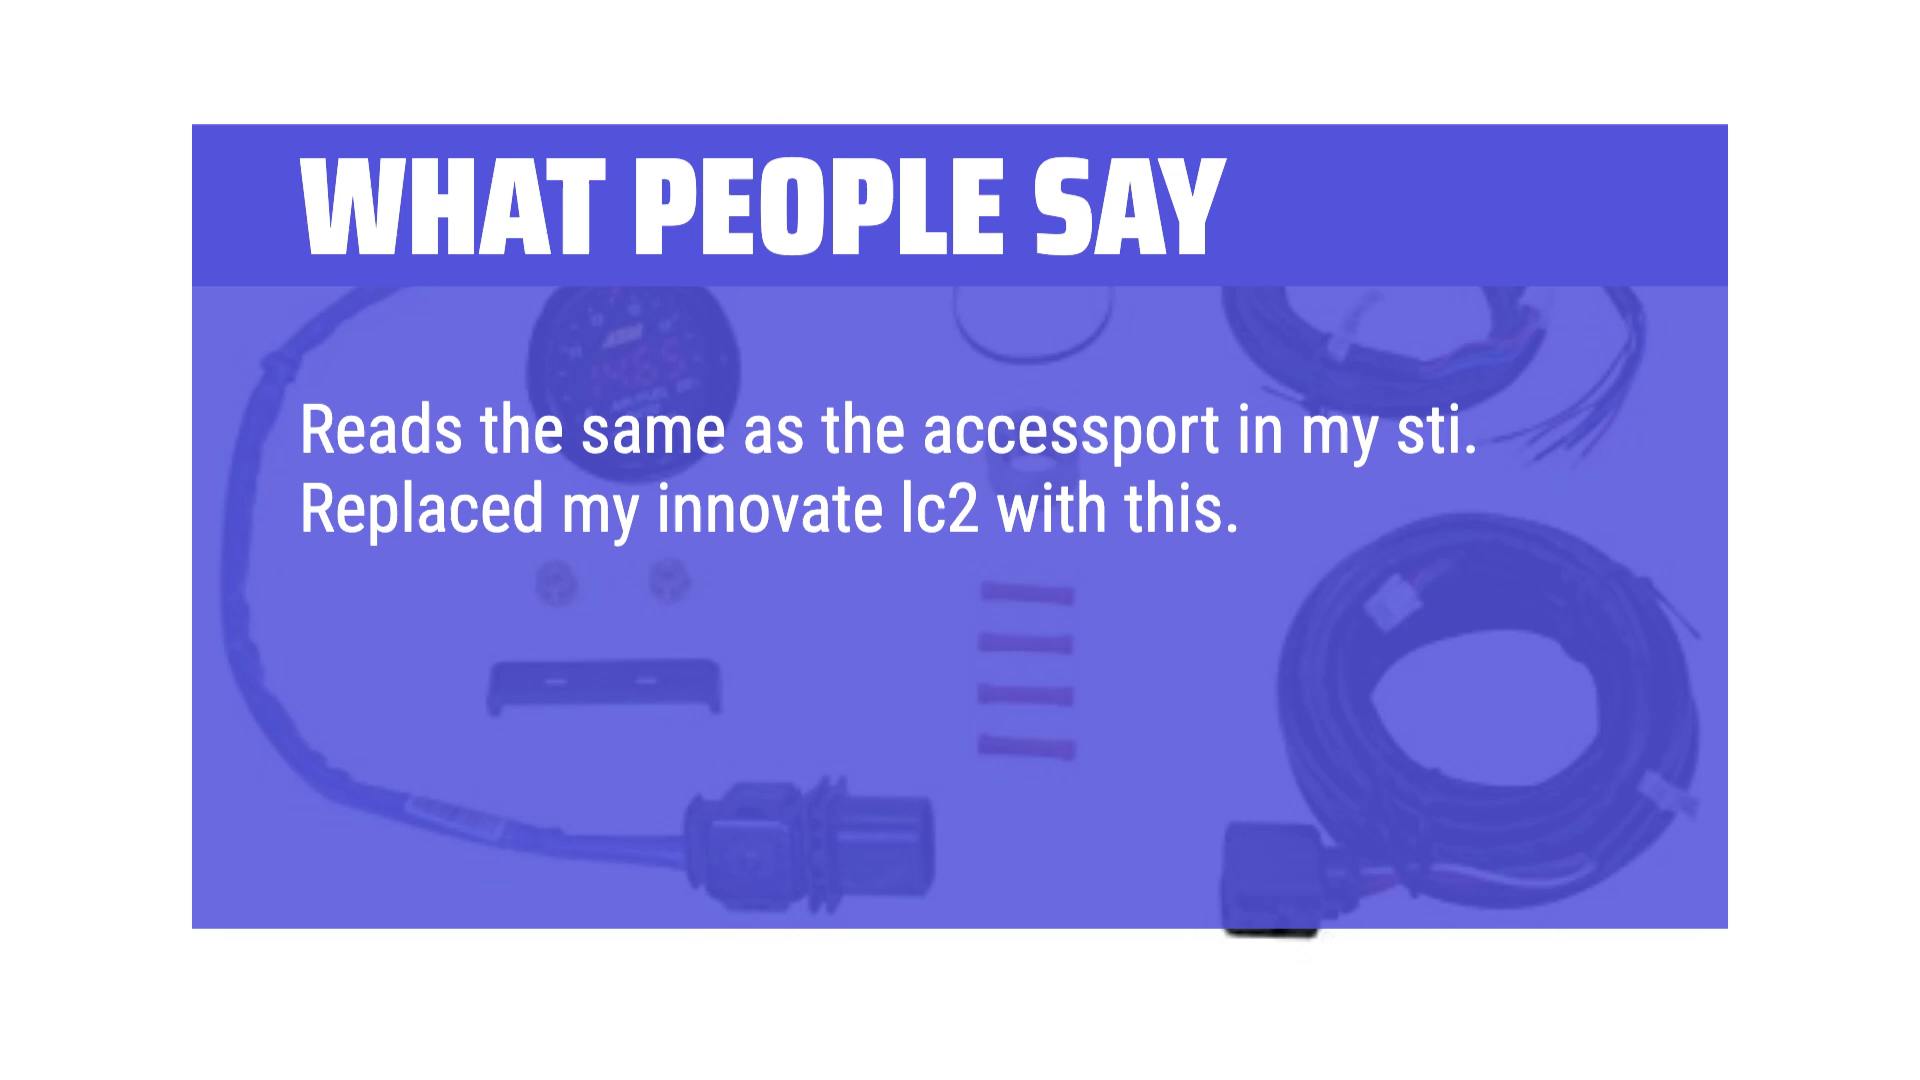 WHAT PEOPLE SAY
Reads the same as the accessport in my sti.
Replaced my innovate lc2 with this.